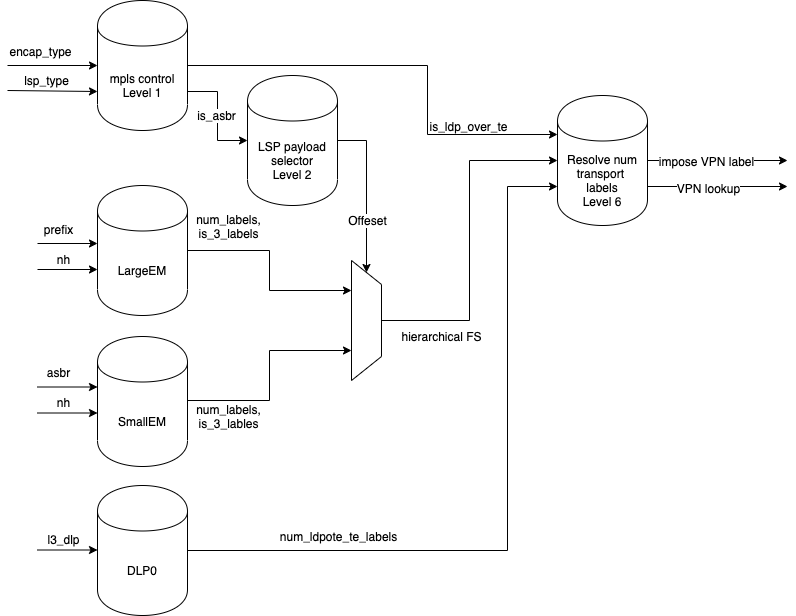 encap_type
lsp_type
mpls control
Level 1
is_asbr
LSP payload
selector
Level 2
is_ldp_over_te
Resolve num
transport
labels
Level 6
impose VPN label
VPN lookup
Offeset
prefix
nh
LargeEM
num_labels,
is_3_labels
hierarchical FS
asbr
nh
SmallEM
num_labels,
is_3_lables
l3_dlp
DLP0
num_ldpote_te_labels